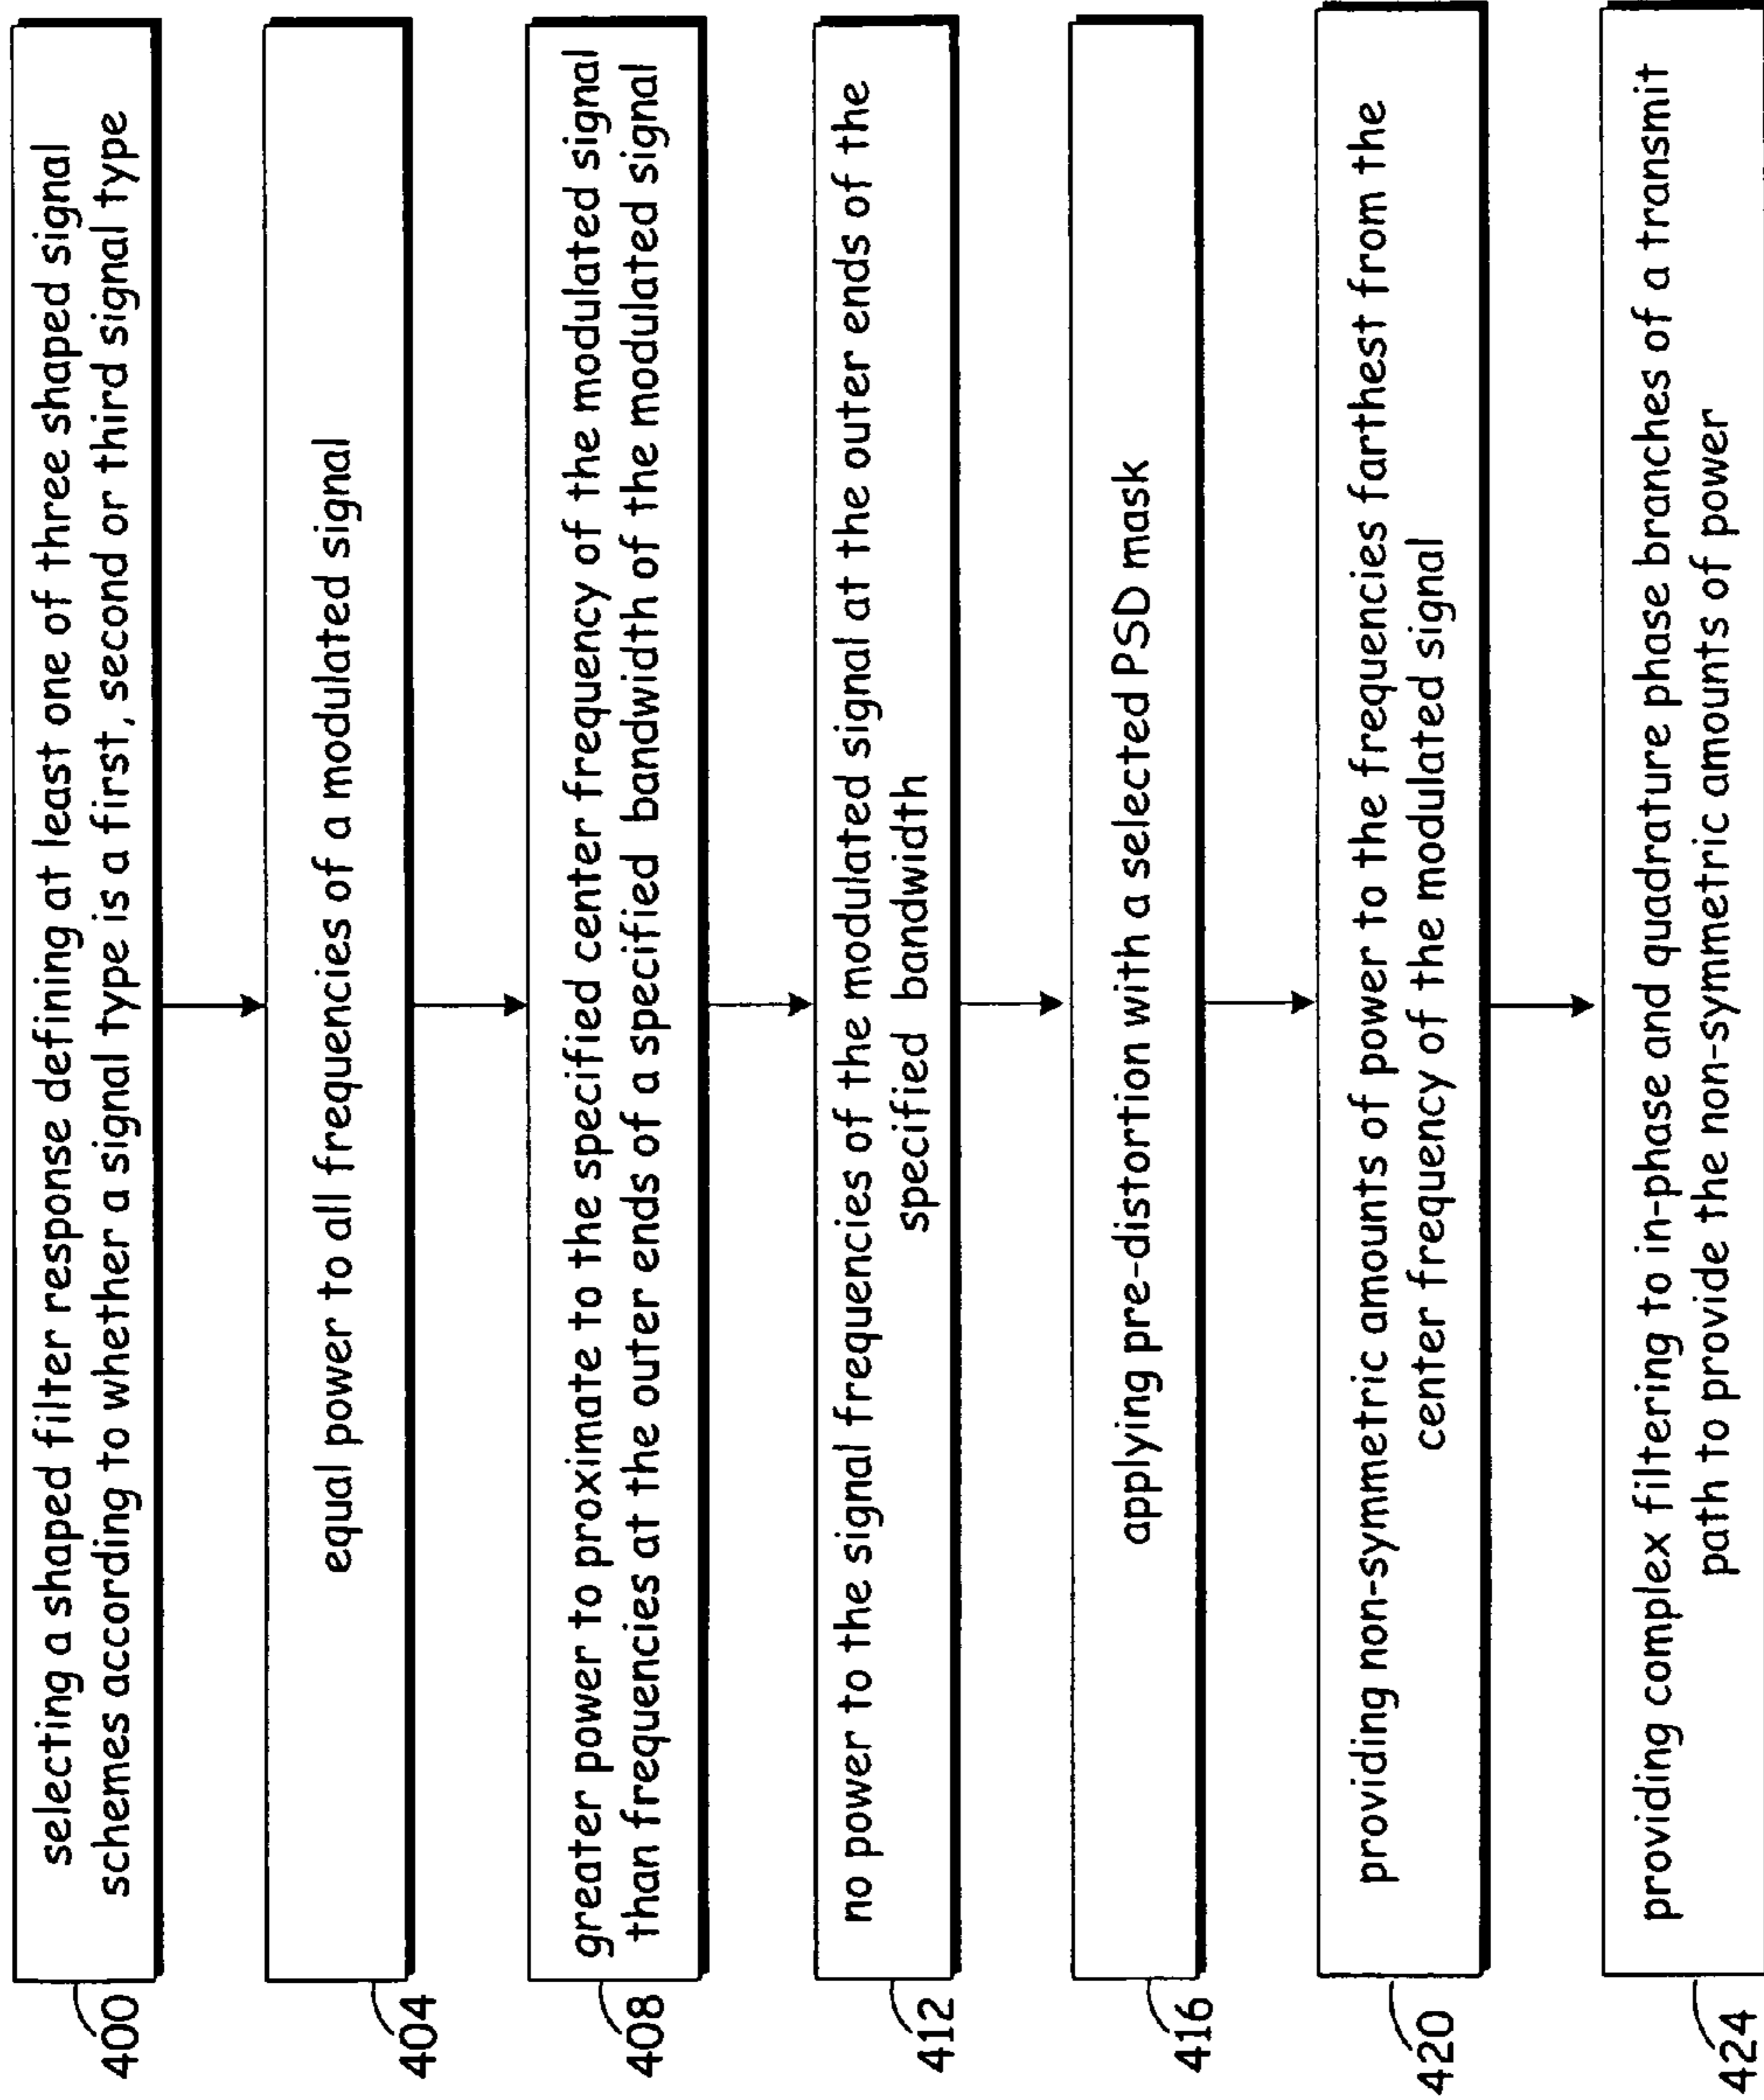 selecting a shaped filter response defining at least one of three shaped signal
schemes according to whether a signal type is a first, second or third signal type
400
equal power to all frequencies of a modulated signal
404
greater power to proximate to the specified center frequency of the modulated signal
than frequencies at the outer ends of a specified bandwidth of the modulated signal
408
no power to the signal frequencies of the modulated signal at the outer ends of the
specified bandwidth
412
applying pre-distortion with a selected PSD mask
416
providing non-symmetric amounts of power to the frequencies farthest from the
center frequency of the modulated signal
420
providing complex filtering to in-phase and quadrature phase branches of a transmit
path to provide the non-symmetric amounts of power
424